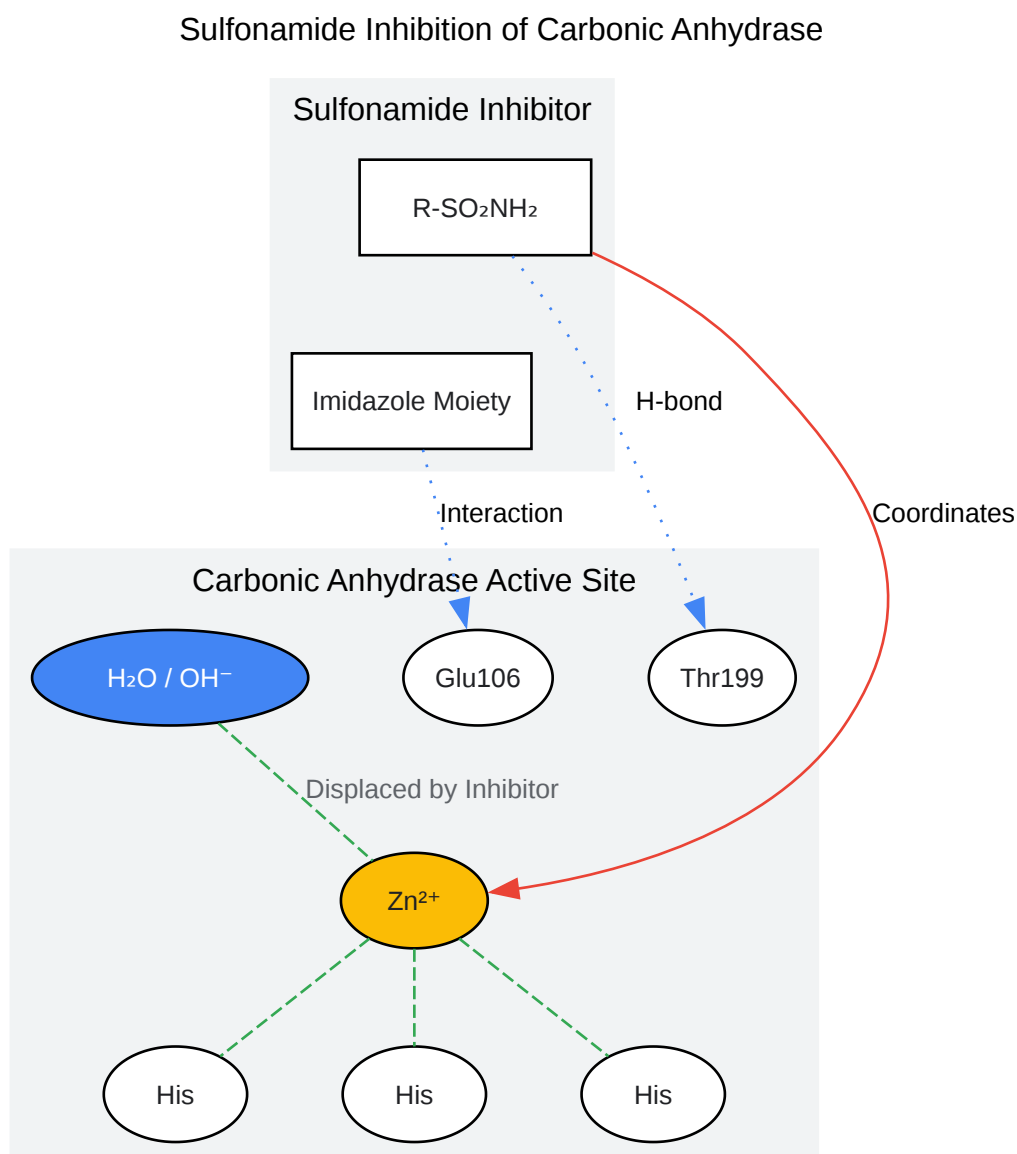 Sulfonamide Inhibition of Carbonic Anhydrase
Sulfonamide Inhibitor
R-SO₂NH₂
Imidazole Moiety
H-bond
Interaction
Coordinates
Carbonic Anhydrase Active Site
H₂O / OH⁻
Glu106
Thr199
Displaced by Inhibitor
Zn²⁺
His
His
His